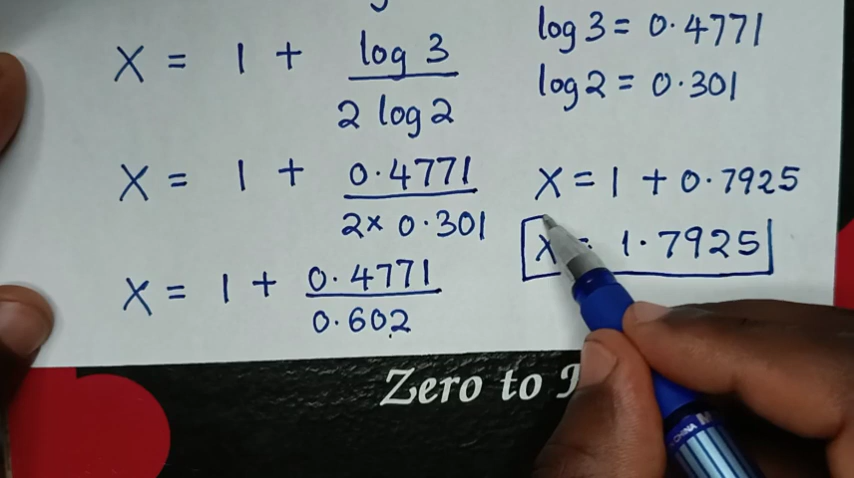 X = 1 + log 3 / 2 log 2
X = 1 + 0.4771 / 2× 0.301
X = 1 + 0.4771 / 0.602
log 3 = 0.4771
log 2 = 0.301
X = 1 + 0.7925
X = 1.7925
Zero to
CHINA